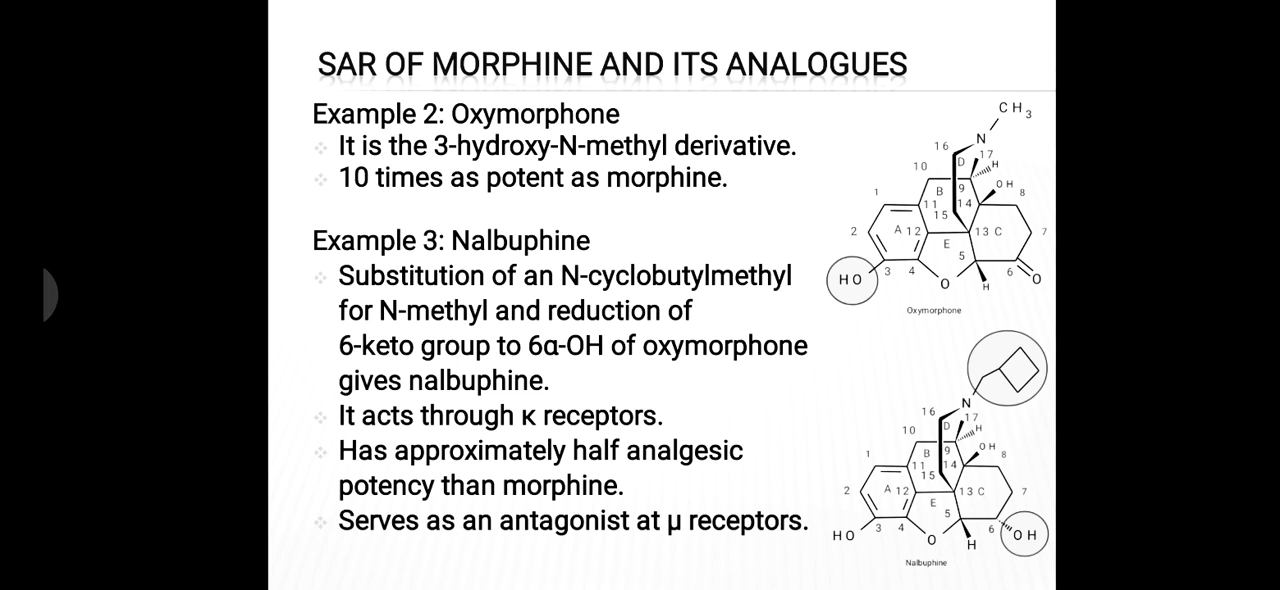 SAR OF MORPHINE AND ITS ANALOGUES
Example 2: Oxymorphone
It is the 3-hydroxy-N-methyl derivative.
10 times as potent as morphine.
Example 3: Nalbuphine
Substitution of an N-cyclobutylmethyl
for N-methyl and reduction of
6-keto group to 6α-OH of oxymorphone
gives nalbuphine.
It acts through κ receptors.
Has approximately half analgesic
potency than morphine.
Serves as an antagonist at μ receptors.
CH3
N
16 D 17 H
10
1 B 9 OH 8
11 14
15
2 A 12 13 C 7
E
5
HO 3 4 6 O
O H
Oxymorphone
N
16 17
D H
10
B 9 OH 8
1 11 14
15
2 A 12 13 C 7
E
5
3 4 6 OH
HO O H
Nalbuphine